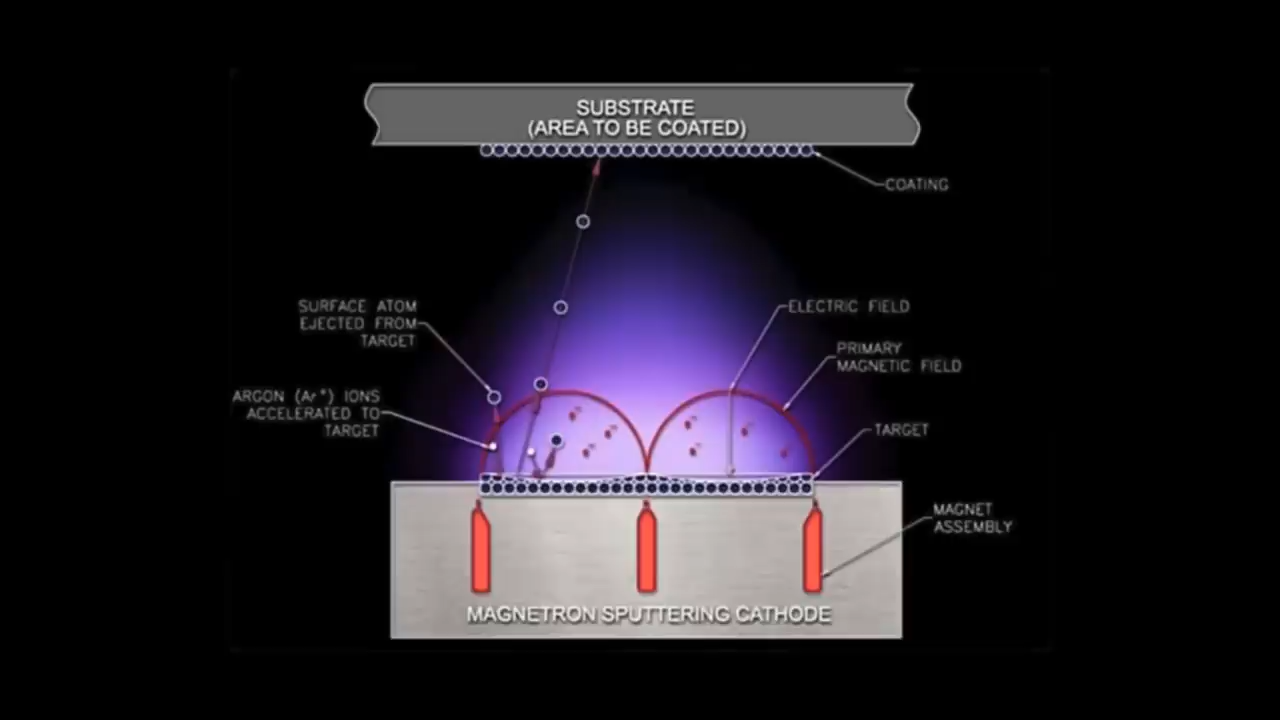 SUBSTRATE
(AREA TO BE COATED)
COATING
SURFACE ATOM
EJECTED FROM
TARGET
ELECTRIC FIELD
PRIMARY
MAGNETIC FIELD
ARGON (Ar⁺) IONS
ACCELERATED TO
TARGET
TARGET
MAGNET
ASSEMBLY
MAGNETRON SPUTTERING CATHODE